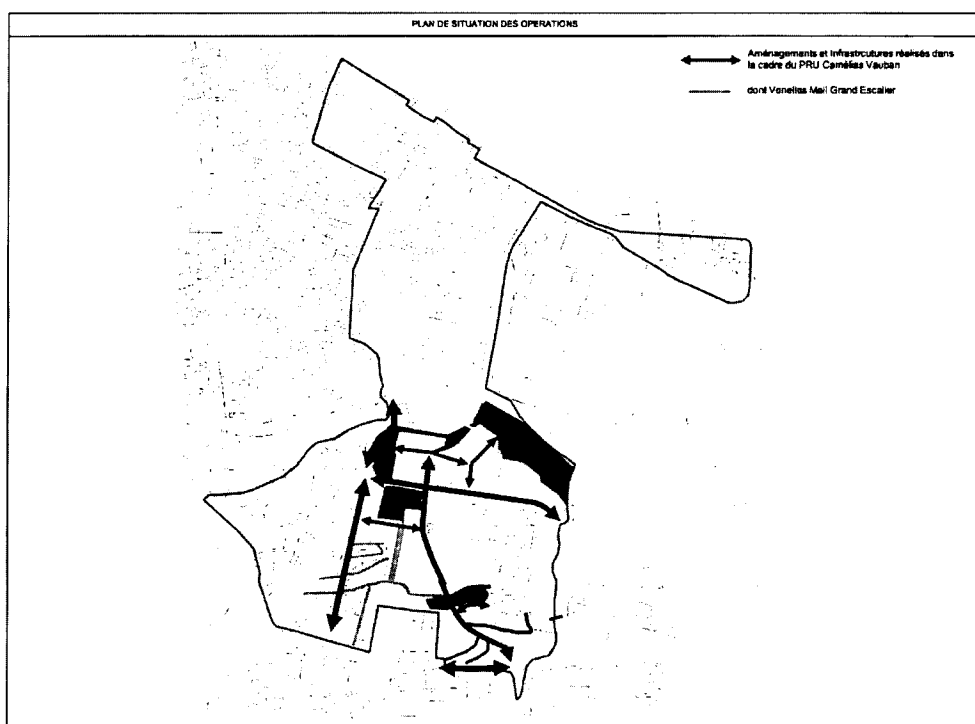 PLAN DE SITUATION DES OPERATIONS
Aménagements et Infrastrcutures réalisés dans
la cadre du PRU Camélias Vauban
dont Venelles Mail Grand Escalier